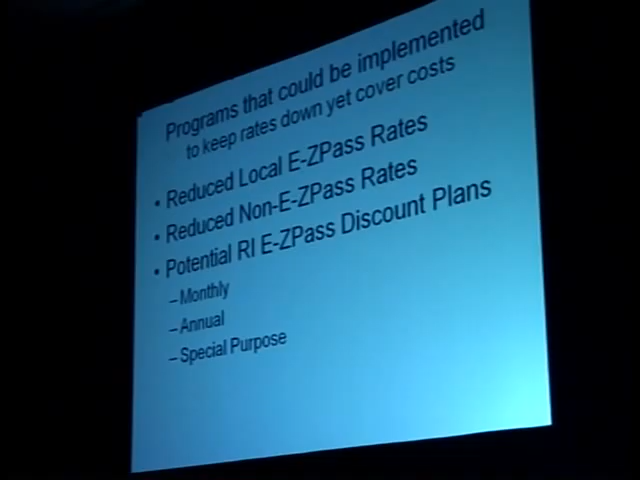 Programs that could be implemented
to keep rates down yet cover costs
• Reduced Local E-ZPass Rates
• Reduced Non-E-ZPass Rates
• Potential RI E-ZPass Discount Plans
–Monthly
–Annual
–Special Purpose